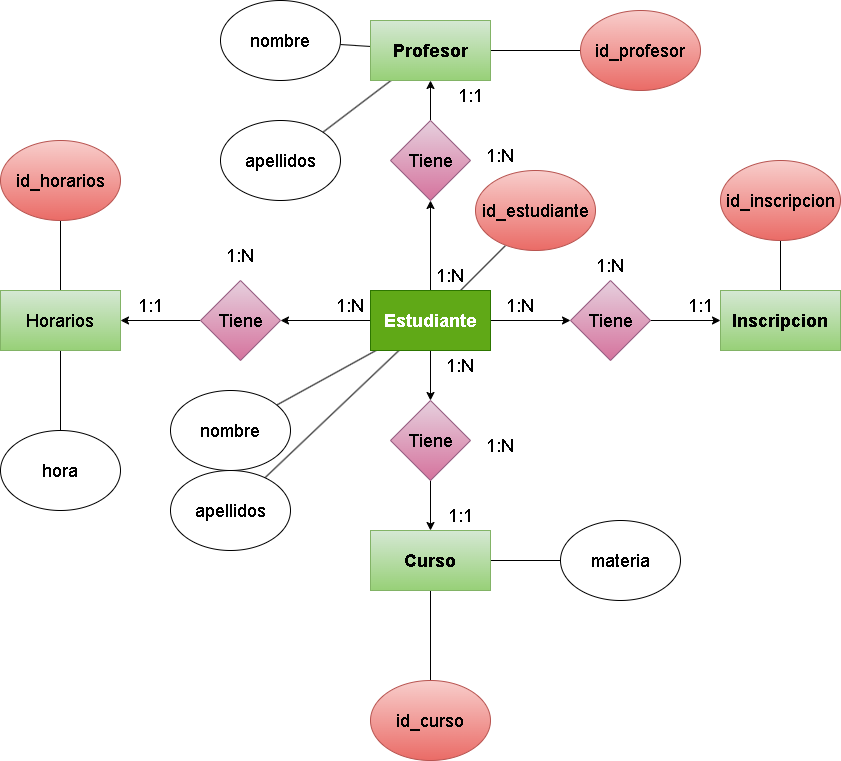 nombre
Profesor
id_profesor
1:1
apellidos
Tiene
1:N
id_horarios
id_estudiante
id_inscripcion
1:N
1:N
1:N
1:1
1:N
1:N
1:1
Horarios
Tiene
Estudiante
Tiene
Inscripcion
1:N
nombre
Tiene
1:N
hora
apellidos
1:1
Curso
materia
id_curso